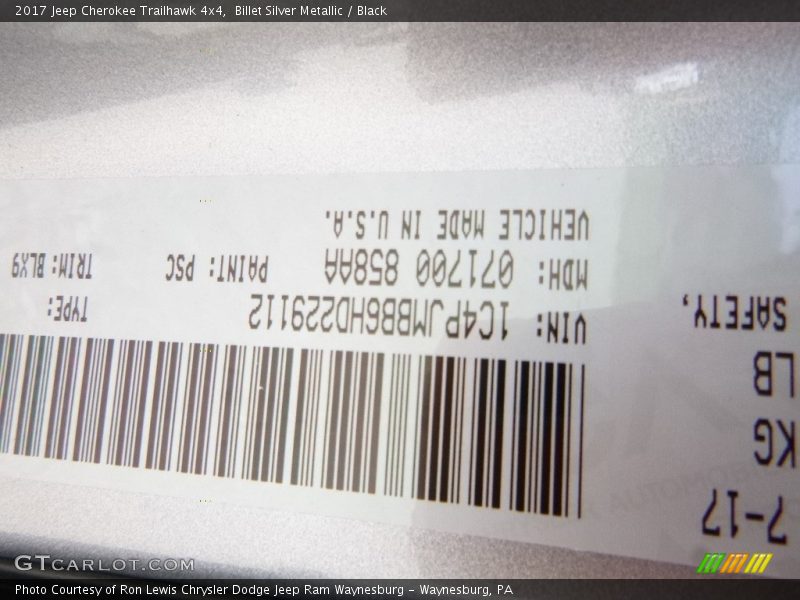 2017 Jeep Cherokee Trailhawk 4x4,  Billet Silver Metallic / Black
7-17
KG
LB
SAFETY,
VIN: 1C4PJMBB6HD229112 TYPE:
MDH: 071700 858AA PAINT: PSC TRIM: BLX9
VEHICLE MADE IN U.S.A.
GTCARLOT.COM
Photo Courtesy of Ron Lewis Chrysler Dodge Jeep Ram Waynesburg – Waynesburg, PA